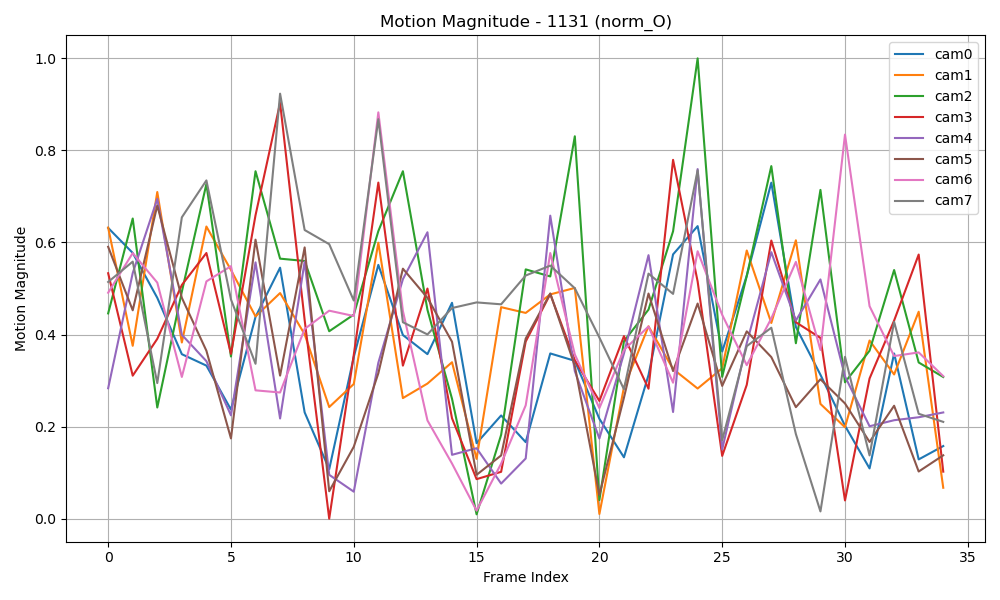 Motion Magnitude - 1131 (norm_O)
Motion Magnitude
1.0
0.8
0.6
0.4
0.2
0.0
0
5
10
15
20
25
30
35
Frame Index
cam0
cam1
cam2
cam3
cam4
cam5
cam6
cam7